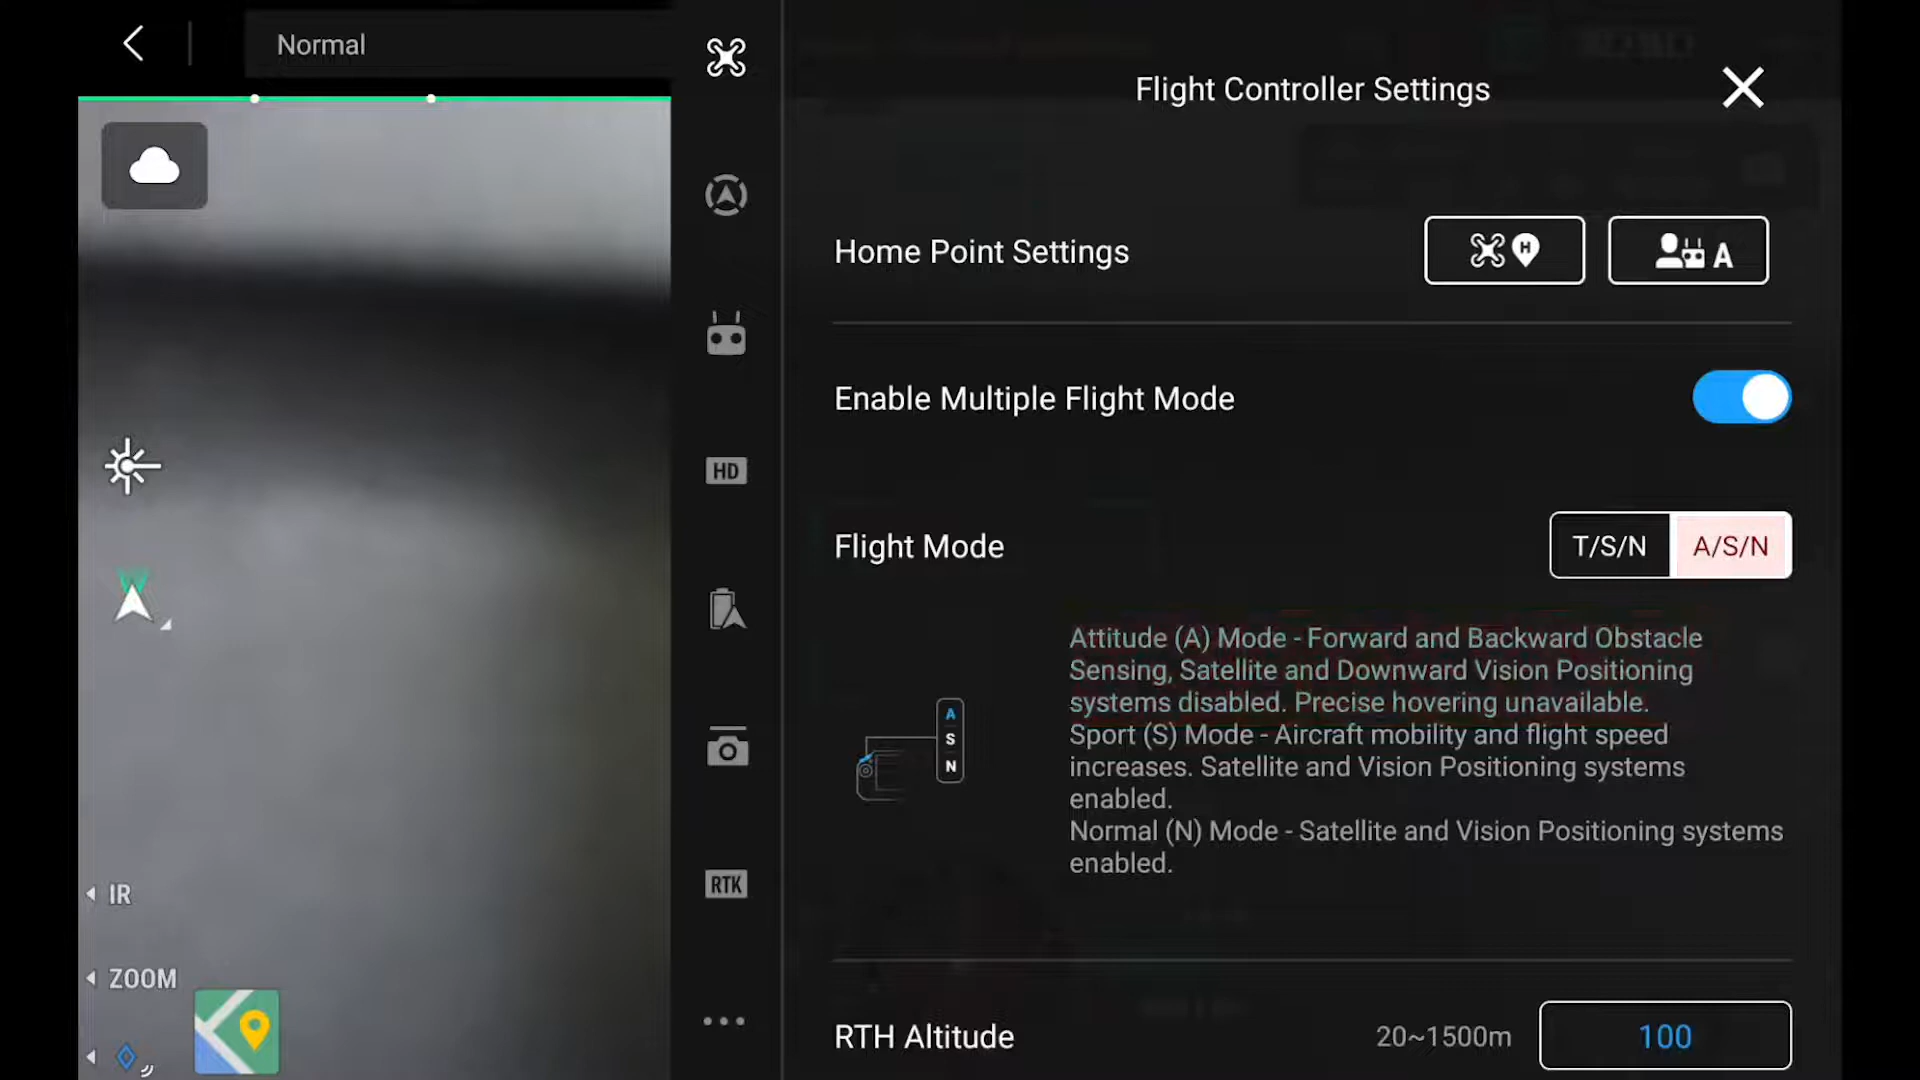 Normal
Flight Controller Settings
Home Point Settings
H
A
Enable Multiple Flight Mode
HD
Flight Mode
T/S/N
A/S/N
Attitude (A) Mode - Forward and Backward Obstacle
Sensing, Satellite and Downward Vision Positioning
systems disabled. Precise hovering unavailable.
Sport (S) Mode - Aircraft mobility and flight speed
increases. Satellite and Vision Positioning systems
enabled.
Normal (N) Mode - Satellite and Vision Positioning systems
enabled.
A
S
N
RTK
IR
ZOOM
RTH Altitude
20~1500m
100